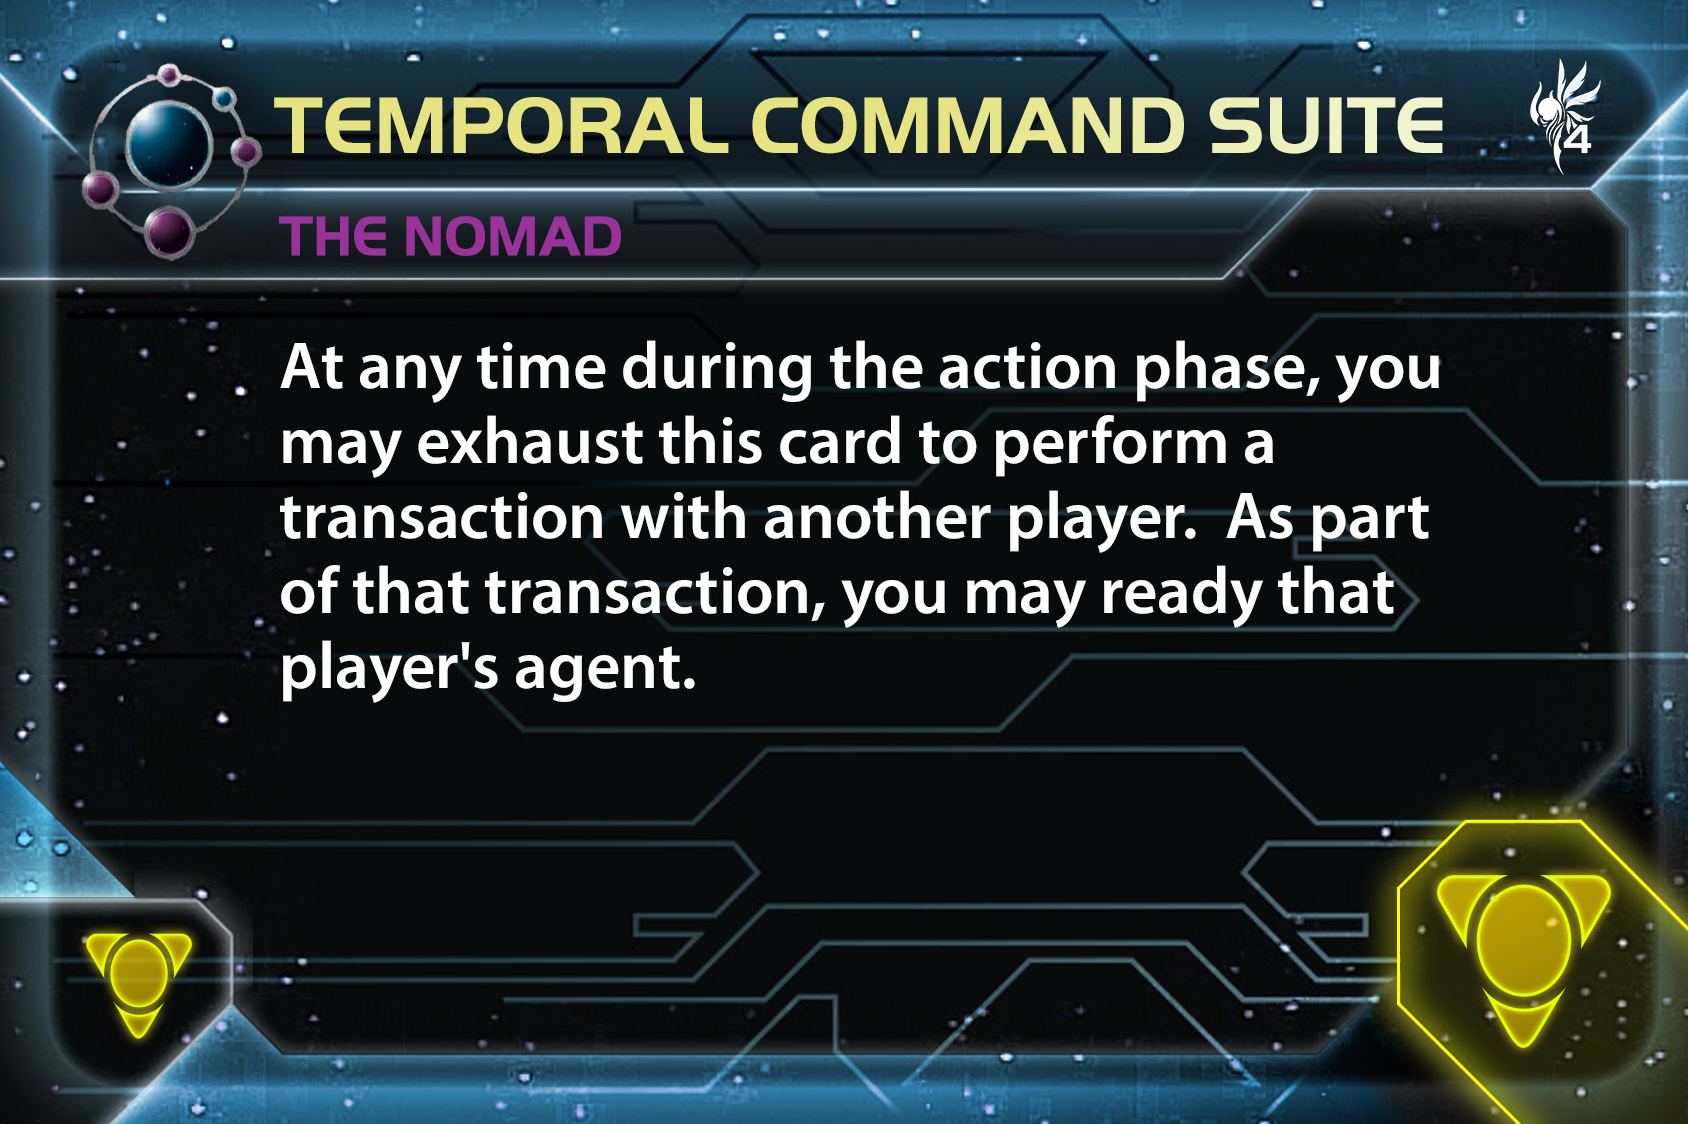 TEMPORAL COMMAND SUITE
4
THE NOMAD
At any time during the action phase, you
may exhaust this card to perform a
transaction with another player.  As part
of that transaction, you may ready that
player's agent.